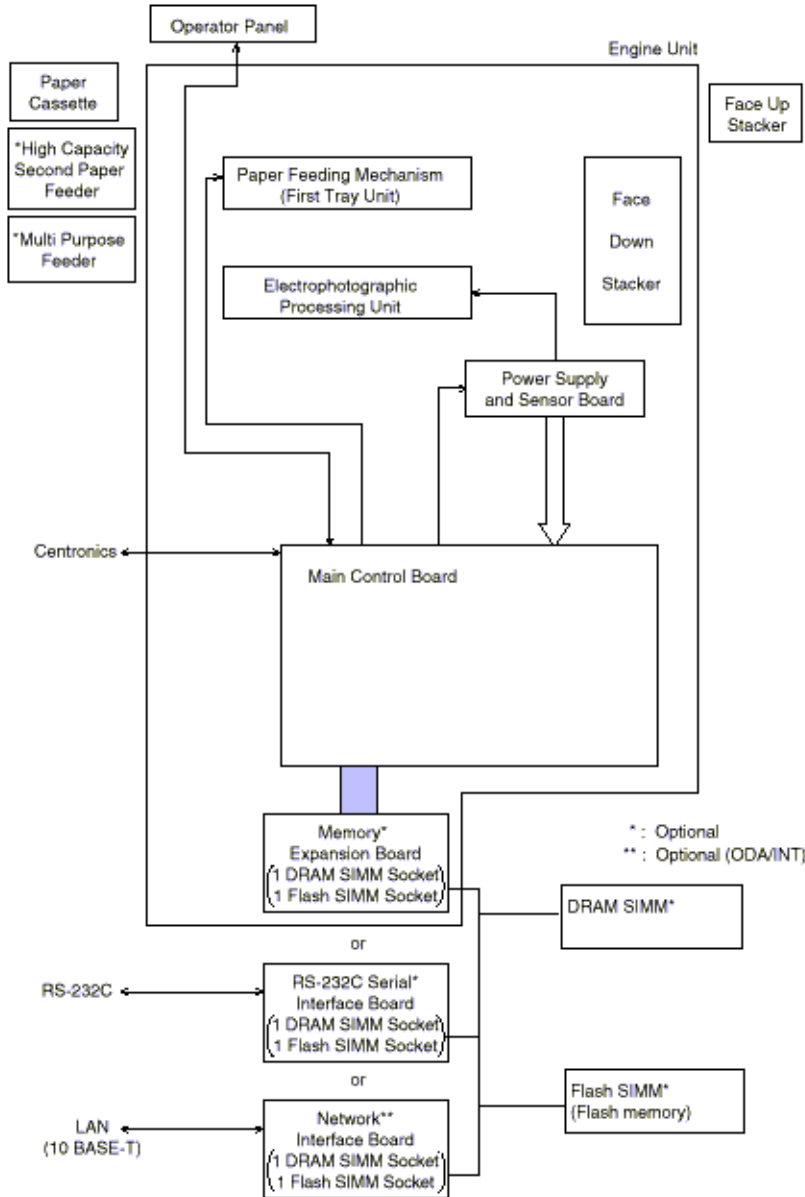 Operator Panel
Engine Unit
Paper
Cassette
Face Up
Stacker
*High Capacity
Second Paper
Feeder
Paper Feeding Mechanism
(First Tray Unit)
Face
Down
Stacker
*Multi Purpose
Feeder
Electrophotographic
Processing Unit
Power Supply
and Sensor Board
Centronics
Main Control Board
Memory*
Expansion Board
(1 DRAM SIMM Socket)
(1 Flash SIMM Socket)
* : Optional
** : Optional (ODA/INT)
DRAM SIMM*
or
RS-232C
RS-232C Serial*
Interface Board
(1 DRAM SIMM Socket)
(1 Flash SIMM Socket)
or
Flash SIMM*
(Flash memory)
LAN
(10 BASE-T)
Network**
Interface Board
(1 DRAM SIMM Socket)
(1 Flash SIMM Socket)